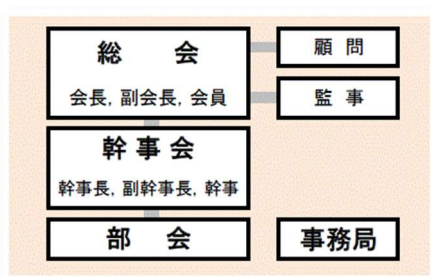 総　会
会長, 副会長, 会員
顧 問
監 事
幹 事 会
幹事長, 副幹事長, 幹事
部　会
事務局